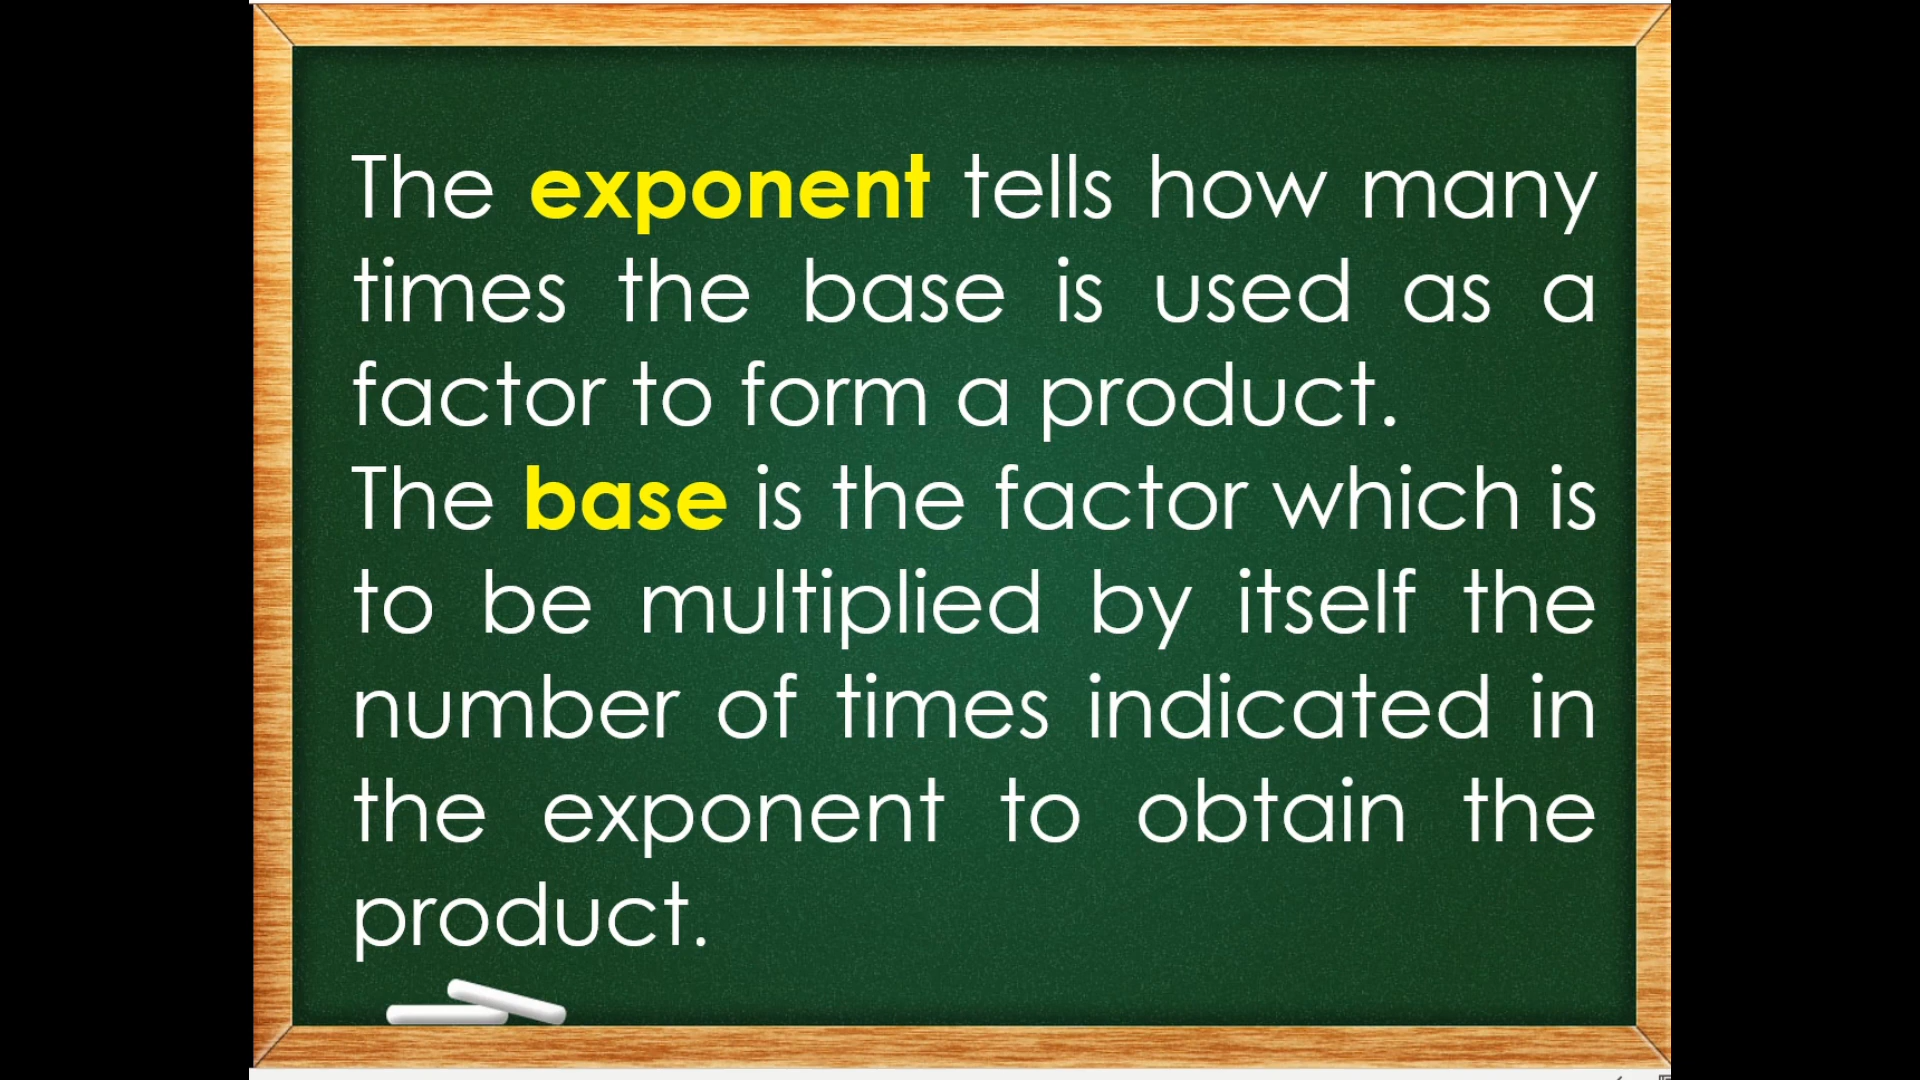 The exponent tells how many
times the base is used as a
factor to form a product.
The base is the factor which is
to be multiplied by itself the
number of times indicated in
the exponent to obtain the
product.